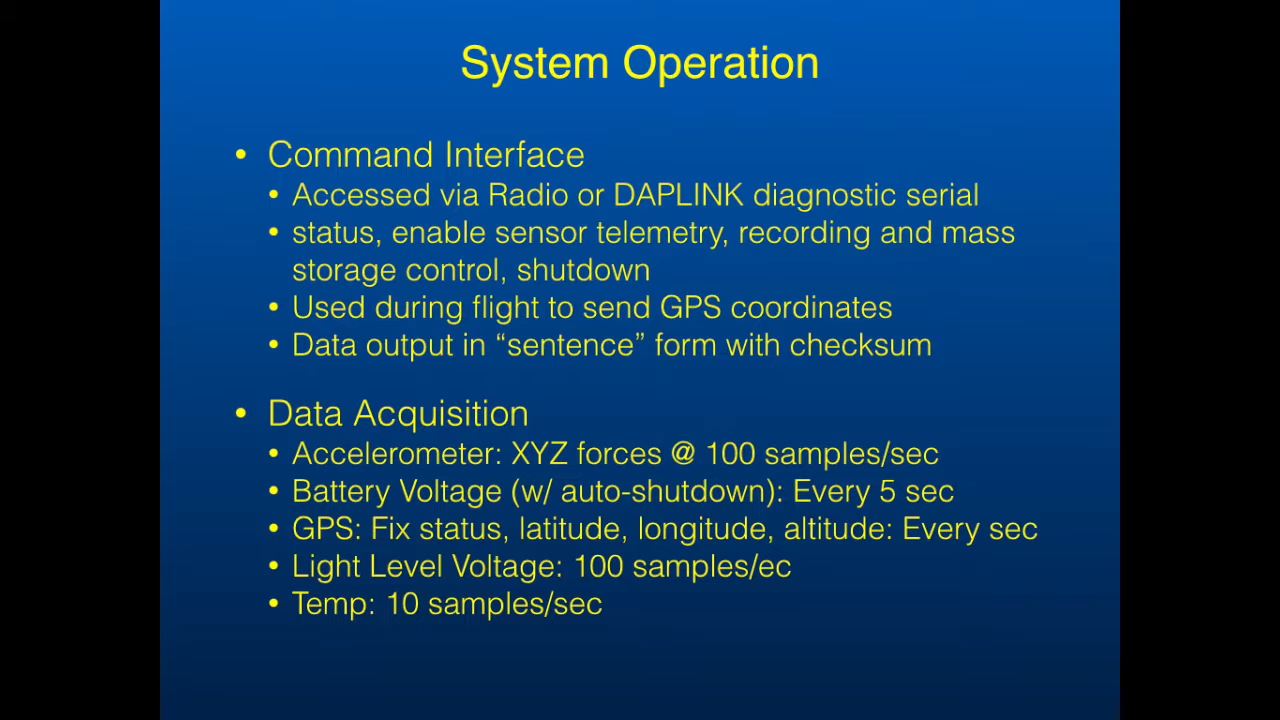 System Operation
• Command Interface
• Accessed via Radio or DAPLINK diagnostic serial
• status, enable sensor telemetry, recording and mass
storage control, shutdown
• Used during flight to send GPS coordinates
• Data output in “sentence” form with checksum
• Data Acquisition
• Accelerometer: XYZ forces @ 100 samples/sec
• Battery Voltage (w/ auto-shutdown): Every 5 sec
• GPS: Fix status, latitude, longitude, altitude: Every sec
• Light Level Voltage: 100 samples/ec
• Temp: 10 samples/sec